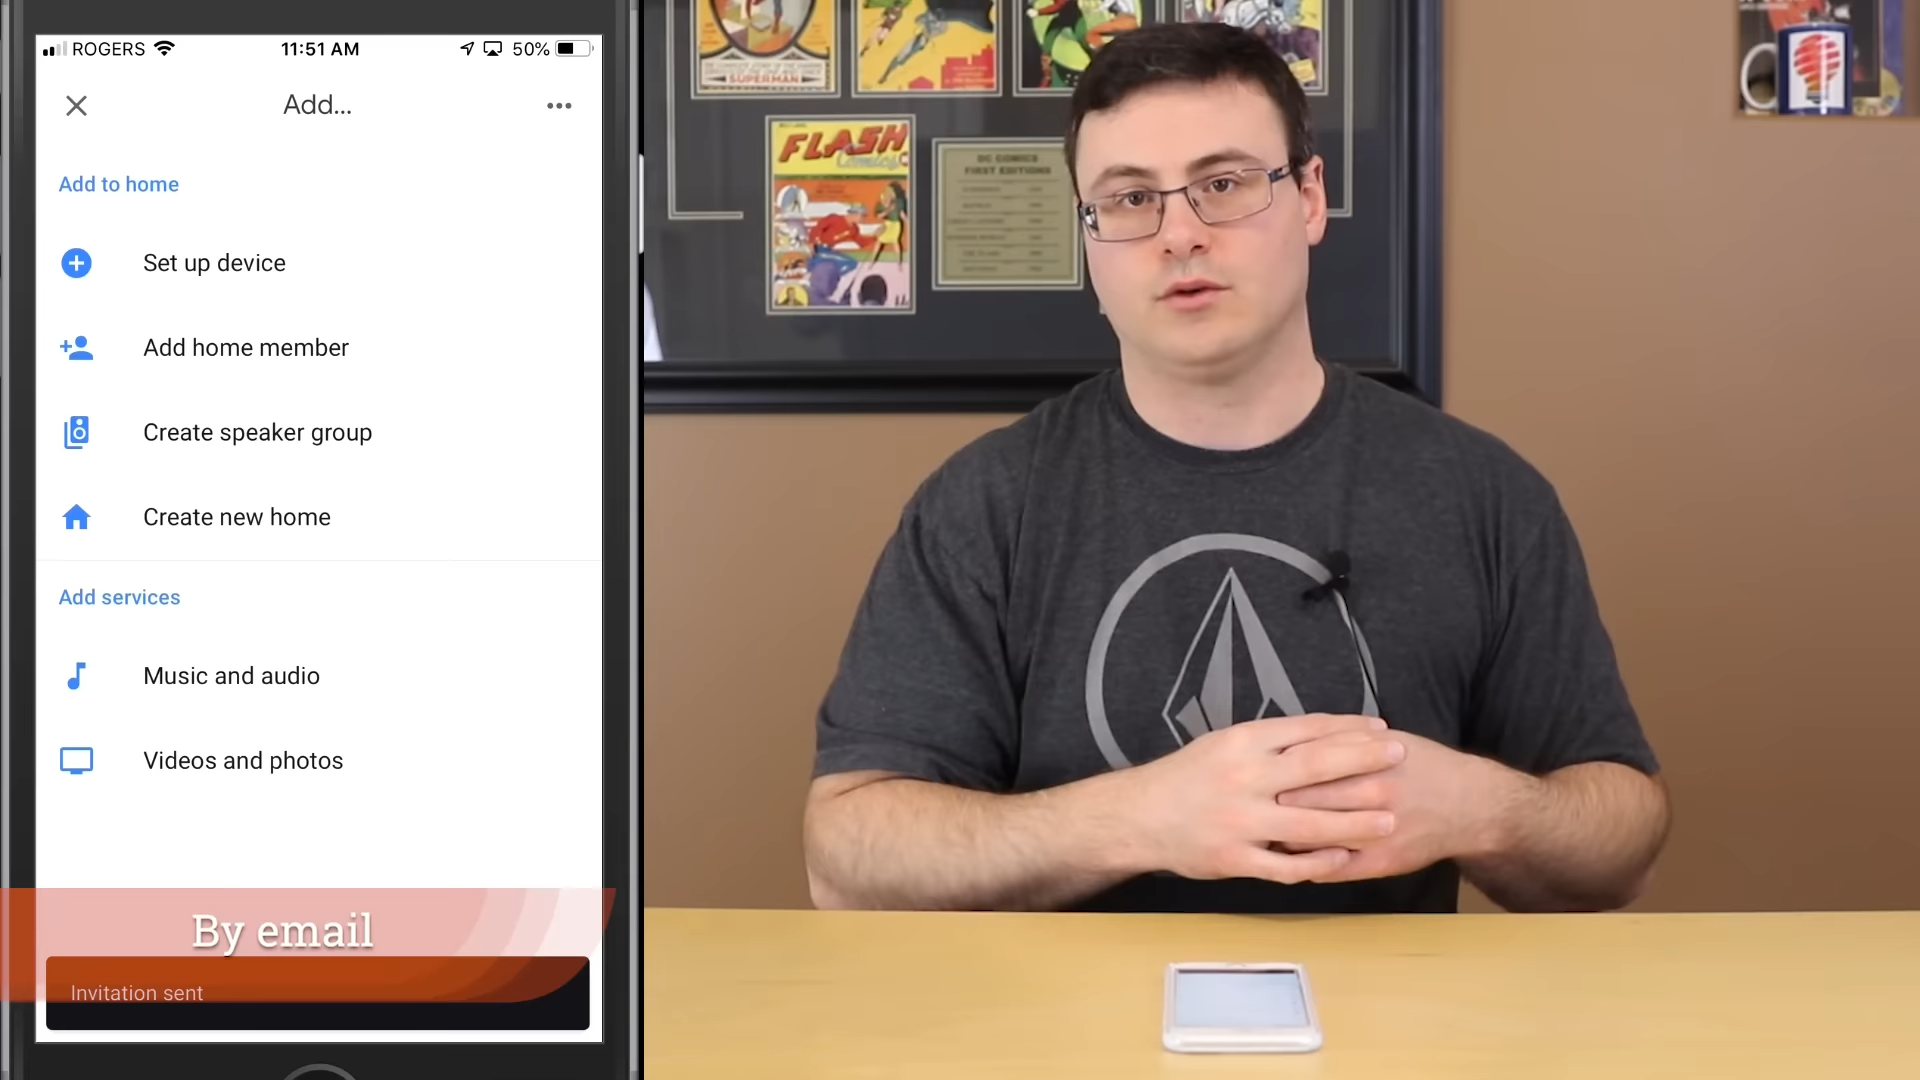 ROGERS
11:51 AM
50%
Add...
Add to home
Set up device
Add home member
Create speaker group
Create new home
Add services
Music and audio
Videos and photos
By email
Invitation sent
SUPERMAN
FLASH
Comics
DC COMICS
FIRST EDITIONS